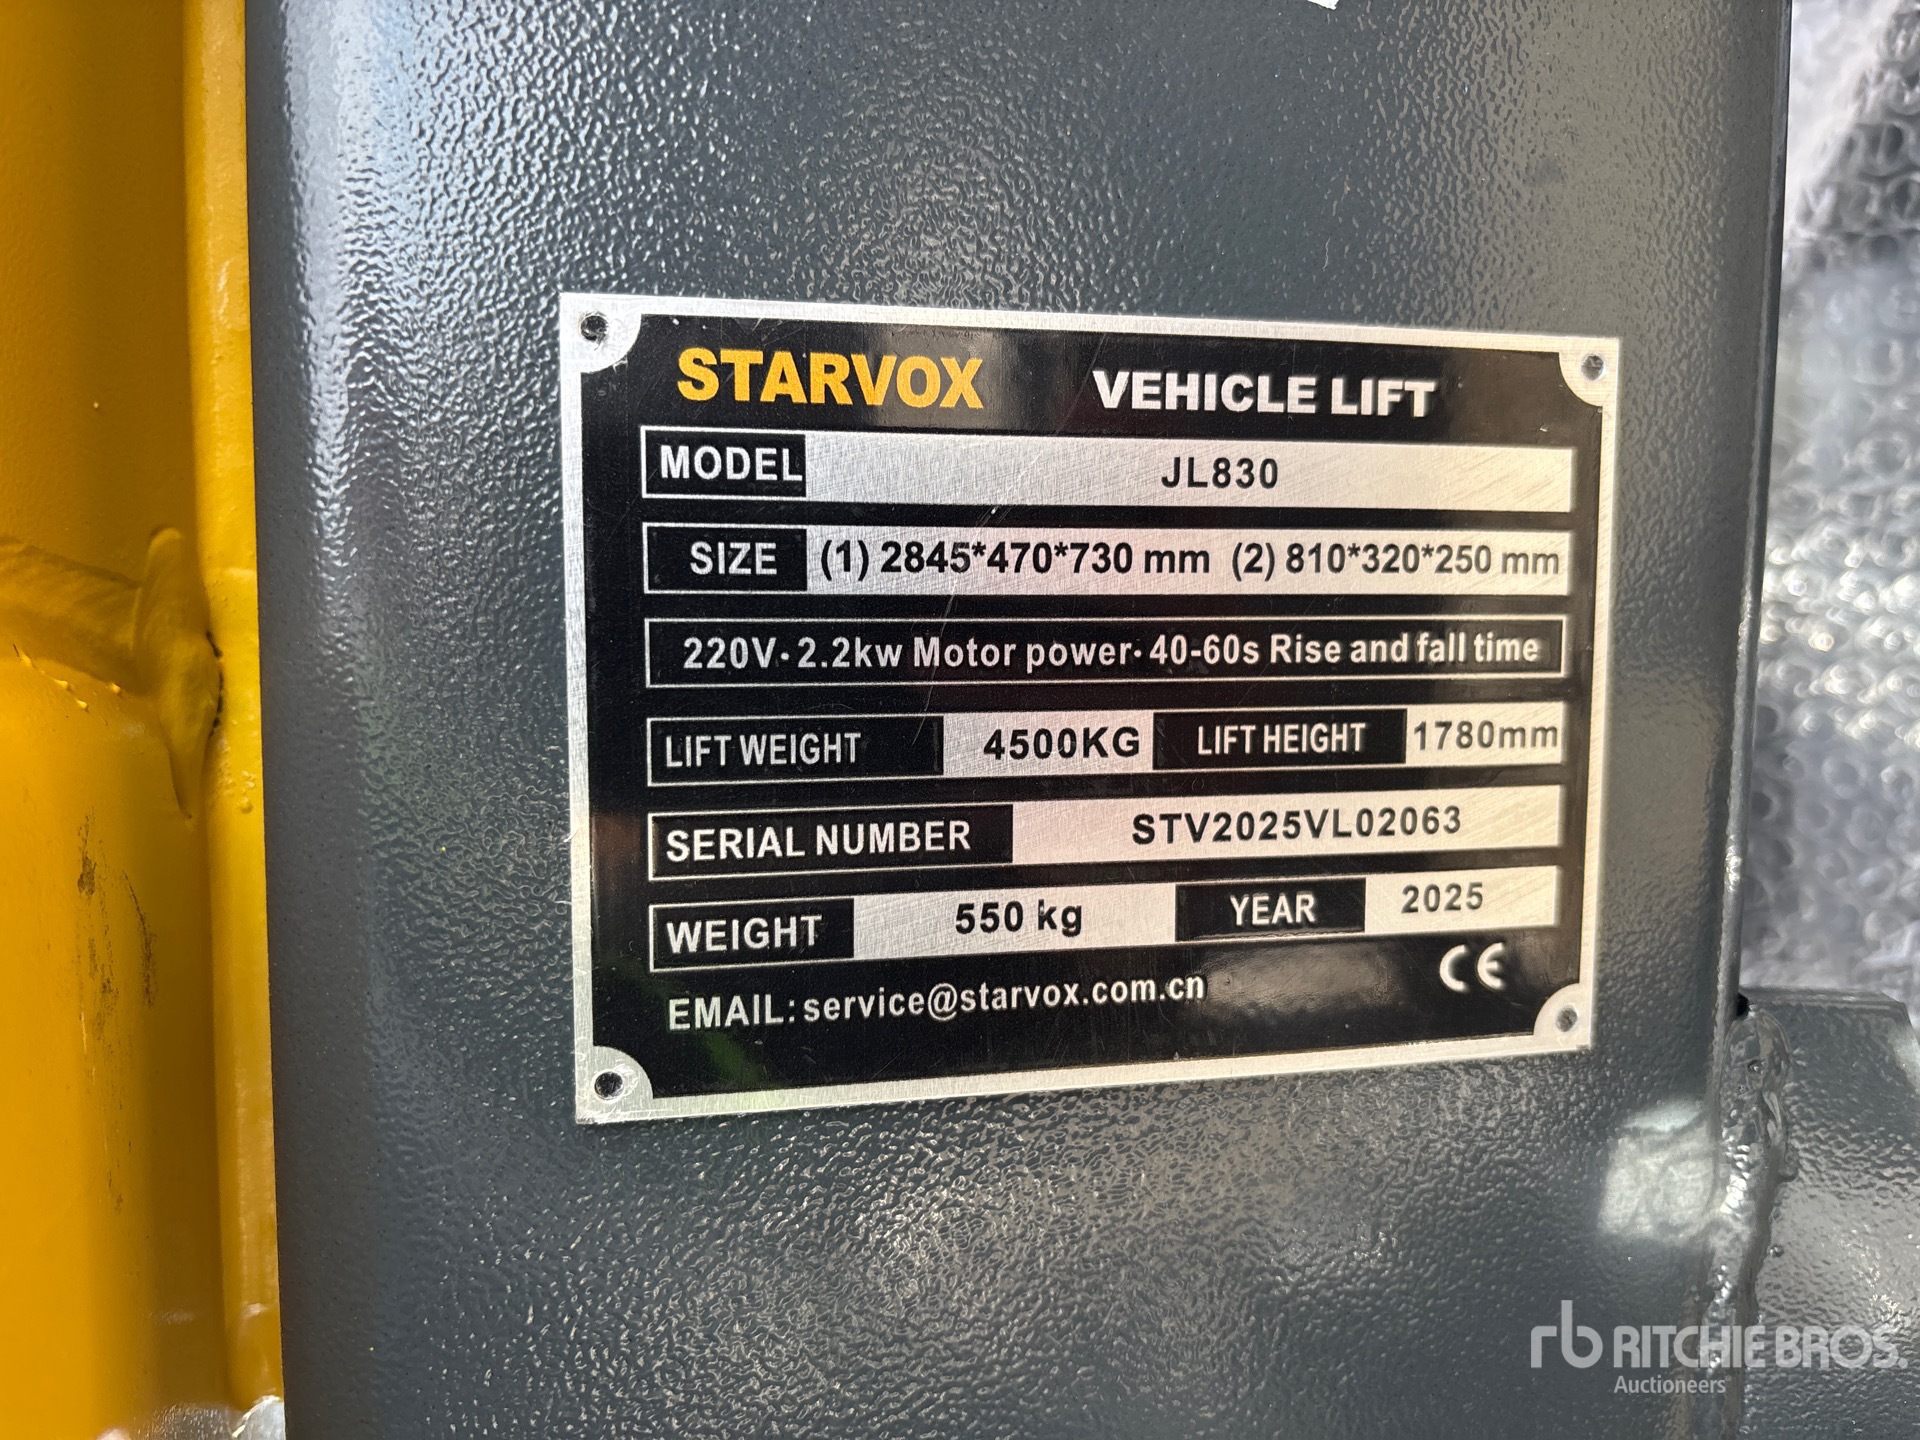 STARVOX VEHICLE LIFT
MODEL JL830
SIZE (1) 2845*470*730 mm (2) 810*320*250 mm
220V·2.2kw Motor power·40-60s Rise and fall time
LIFT WEIGHT 4500KG LIFT HEIGHT 1780mm
SERIAL NUMBER STV2025VL02063
WEIGHT 550 kg YEAR 2025
CE
EMAIL: service@starvox.com.cn
rb RITCHIE BROS.
Auctioneers